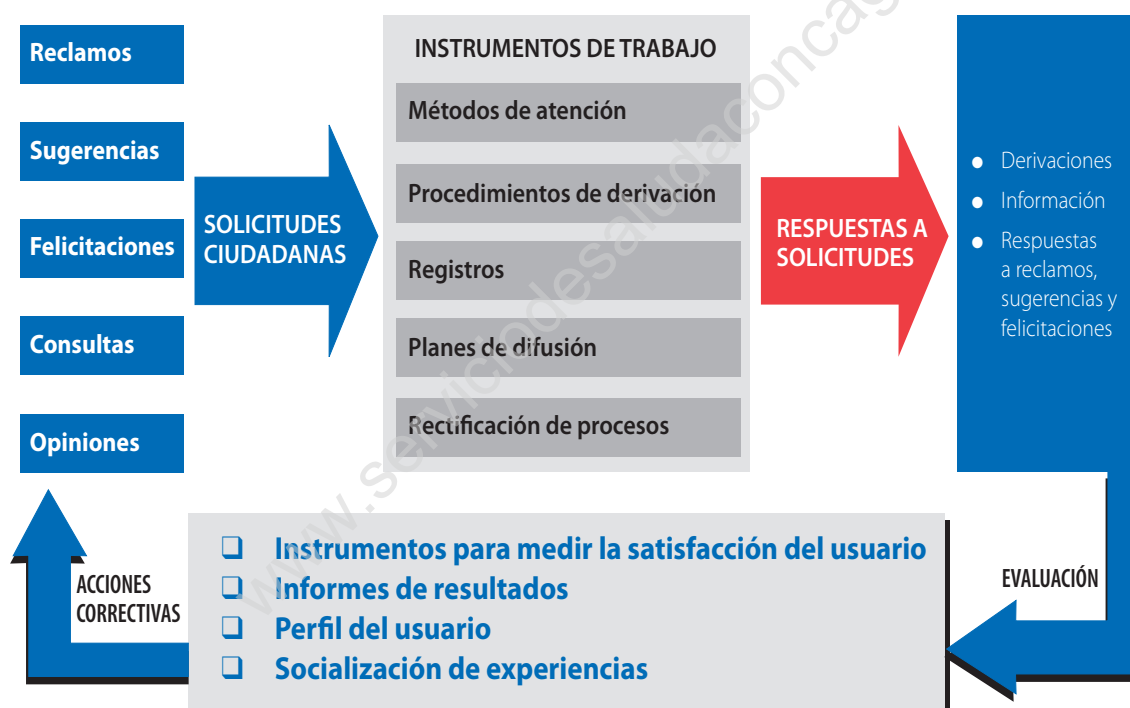 Reclamos
Sugerencias
Felicitaciones
Consultas
Opiniones
SOLICITUDES
CIUDADANAS
INSTRUMENTOS DE TRABAJO
Métodos de atención
Procedimientos de derivación
Registros
Planes de difusión
Rectificación de procesos
RESPUESTAS A
SOLICITUDES
● Derivaciones
● Información
● Respuestas
a reclamos,
sugerencias y
felicitaciones
EVALUACIÓN
❏ Instrumentos para medir la satisfacción del usuario
❏ Informes de resultados
❏ Perfil del usuario
❏ Socialización de experiencias
ACCIONES
CORRECTIVAS